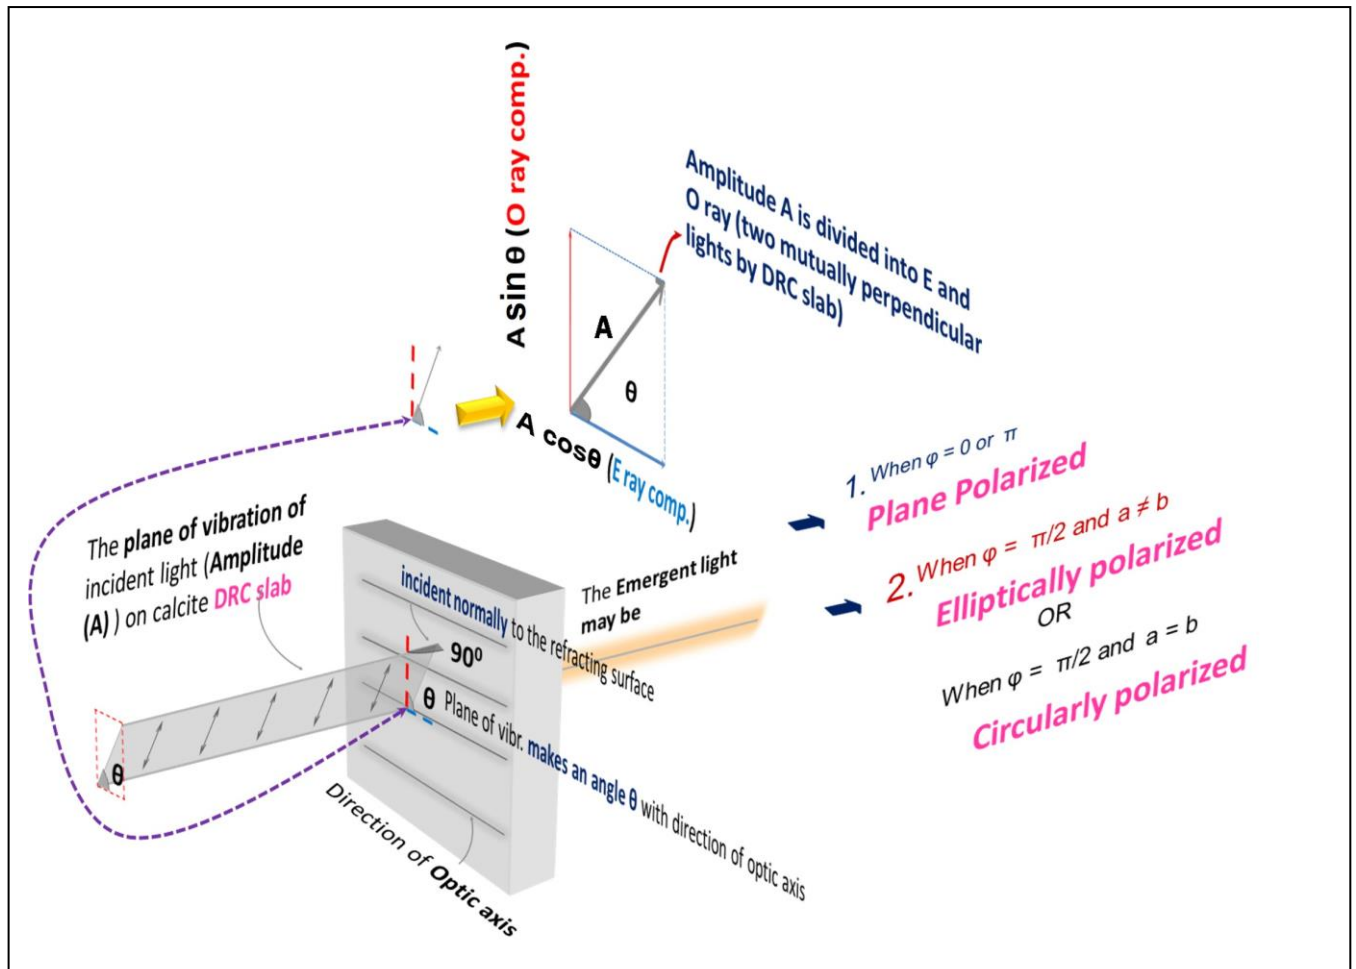 A sin θ (O ray comp.)
Amplitude A is divided into E and
O ray (two mutually perpendicular
lights by DRC slab)
A
θ
A cosθ (E ray comp.)
1. When φ = 0 or π
Plane Polarized
2. When φ = π/2 and a ≠ b
Elliptically polarized
OR
When φ = π/2 and a = b
Circularly polarized
The plane of vibration of
incident light (Amplitude
(A) ) on calcite DRC slab
The Emergent light
may be
incident normally to the refracting surface
90⁰
θ Plane of vibr. makes an angle θ with direction of optic axis
θ
Direction of Optic axis